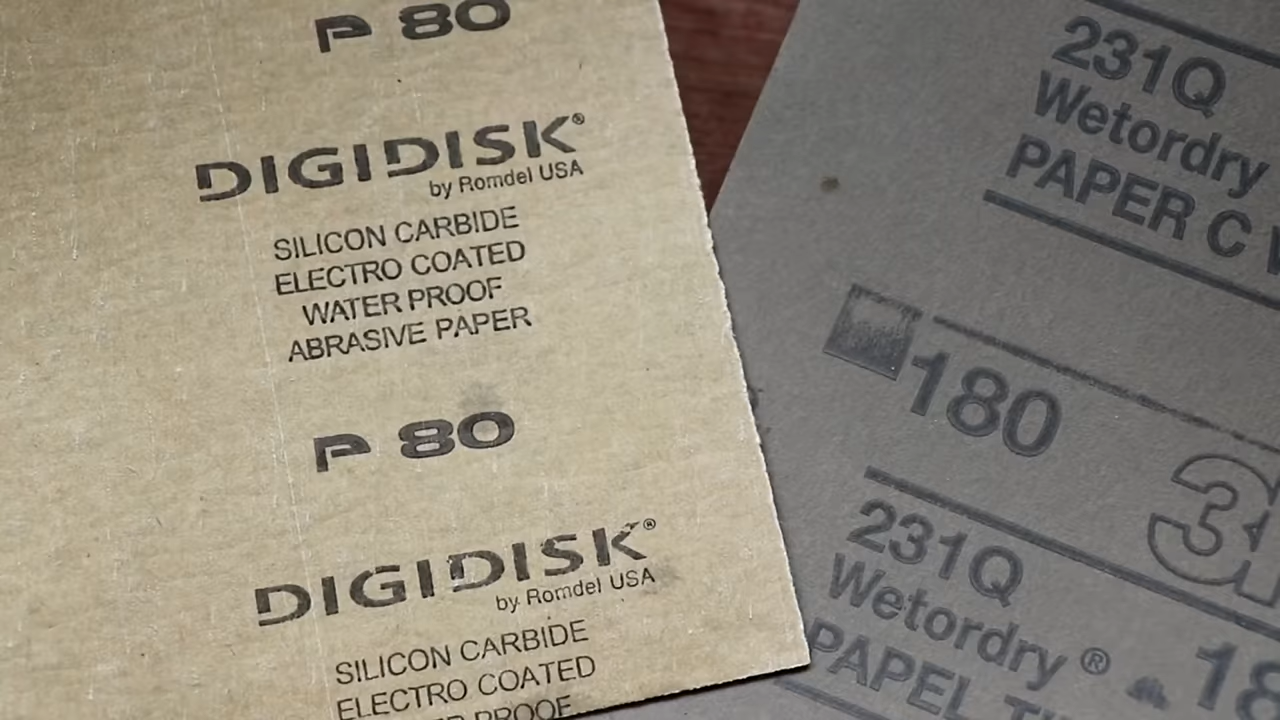 P 80
DIGIDISK®
by Romdel USA
SILICON CARBIDE
ELECTRO COATED
WATER PROOF
ABRASIVE PAPER
P 80
DIGIDISK®
by Romdel USA
SILICON CARBIDE
ELECTRO COATED
PROOF
231Q
Wetordry
PAPER C
180
231Q
Wetordry®
PAPEL